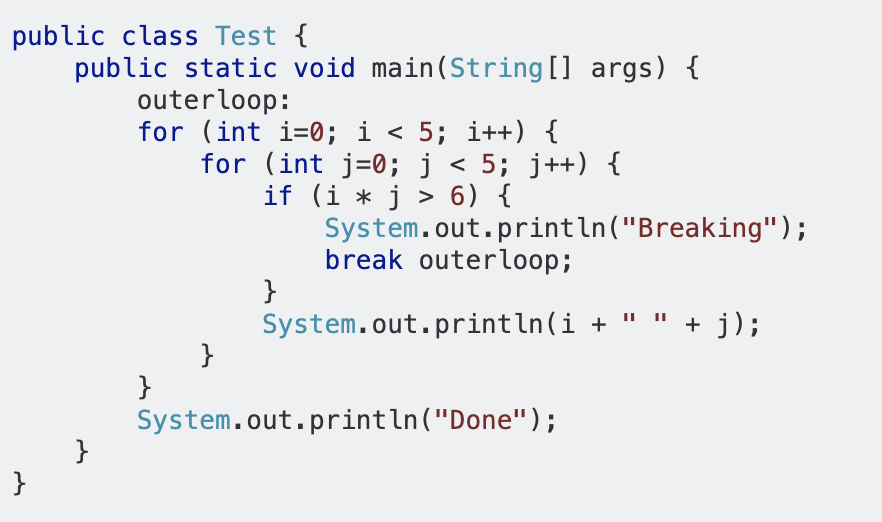 public class Test {
    public static void main(String[] args) {
        outerloop:
        for (int i=0; i < 5; i++) {
            for (int j=0; j < 5; j++) {
                if (i * j > 6) {
                    System.out.println("Breaking");
                    break outerloop;
                }
                System.out.println(i + " " + j);
            }
        }
        System.out.println("Done");
    }
}